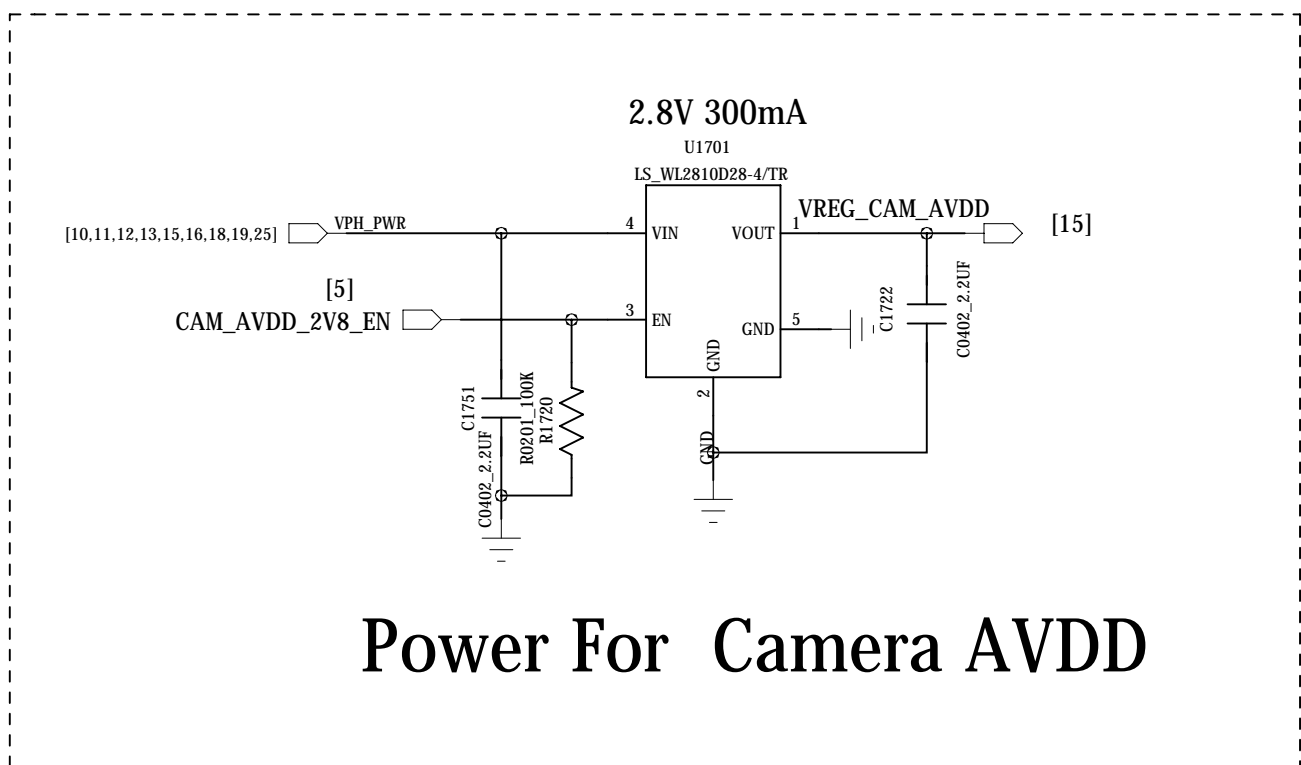 2.8V 300mA
U1701
LS_WL2810D28-4/TR
[10,11,12,13,15,16,18,19,25]
VPH_PWR
4
VIN
VOUT
1
VREG_CAM_AVDD
[15]
[5]
CAM_AVDD_2V8_EN
3
EN
GND
5
GND
2
GND
C1722
C0402_2.2UF
C1751
C0402_2.2UF
R0201_100K
R1720
Power For Camera AVDD